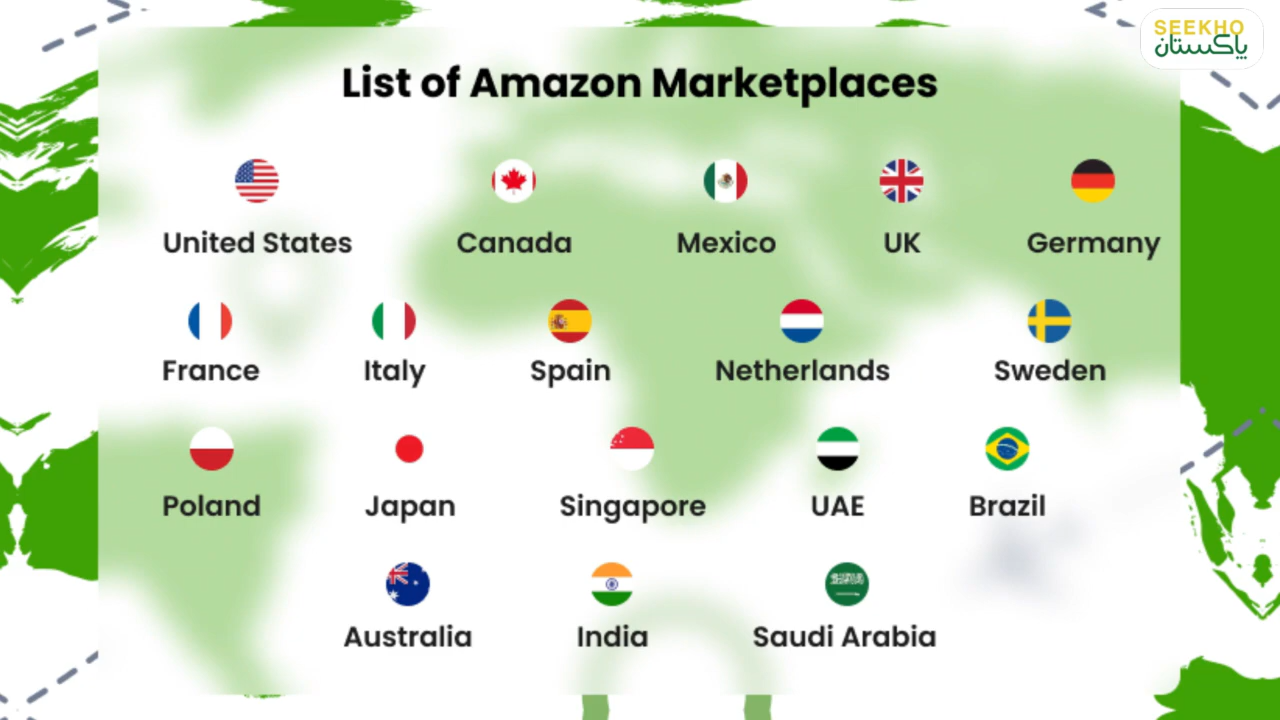 SEEKHO
پاکستان
List of Amazon Marketplaces
United States
Canada
Mexico
UK
Germany
France
Italy
Spain
Netherlands
Sweden
Poland
Japan
Singapore
UAE
Brazil
Australia
India
Saudi Arabia